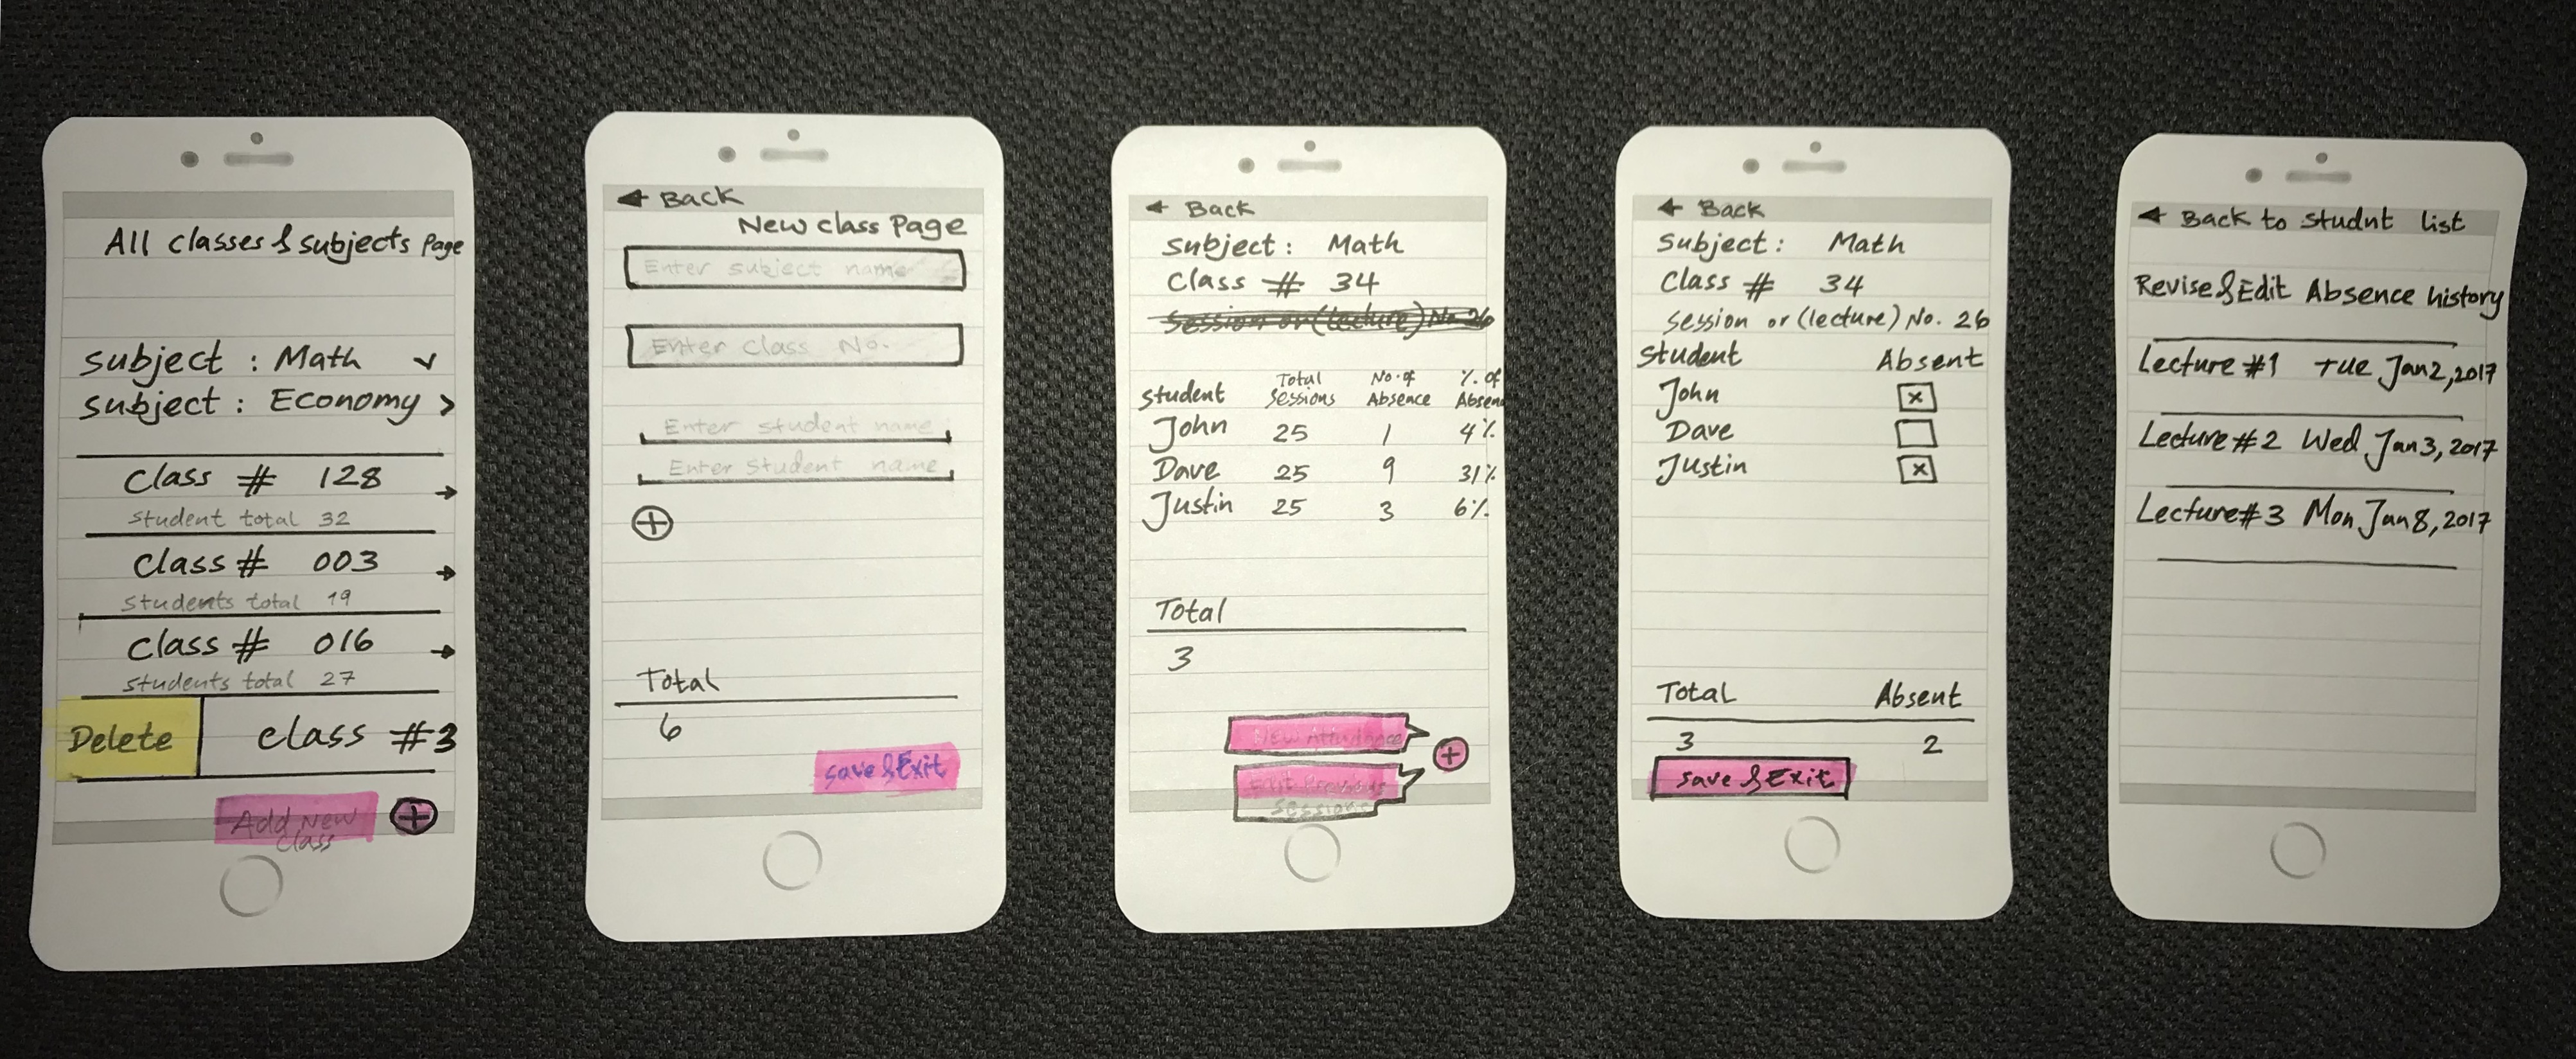 All classes & subjects Page
subject : Math
subject : Economy >
class # 128
student total 32
class # 003
students total 19
class # 016
students total 27
Delete class #3
Add New
class
Back
New class Page
Enter subject name
Enter class No.
Enter student name
Enter student name
Total
6
save & Exit
Back
subject : Math
class # 34
Session or (lecture) No. 26
student Total Sessions No. of Absence %. of Absenc
John 25 1 4%
Dave 25 9 31%
Justin 25 3 6%
Total
3
New Attendance
Edit Previous
Sessions
Back
subject : Math
class # 34
session or (lecture) No. 26
student Absent
John x
Dave
Justin x
Total Absent
3 2
save & Exit
Back to Studnt list
Revise & Edit Absence history
Lecture #1 Tue Jan 2, 2017
Lecture #2 Wed Jan 3, 2017
Lecture #3 Mon Jan 8, 2017